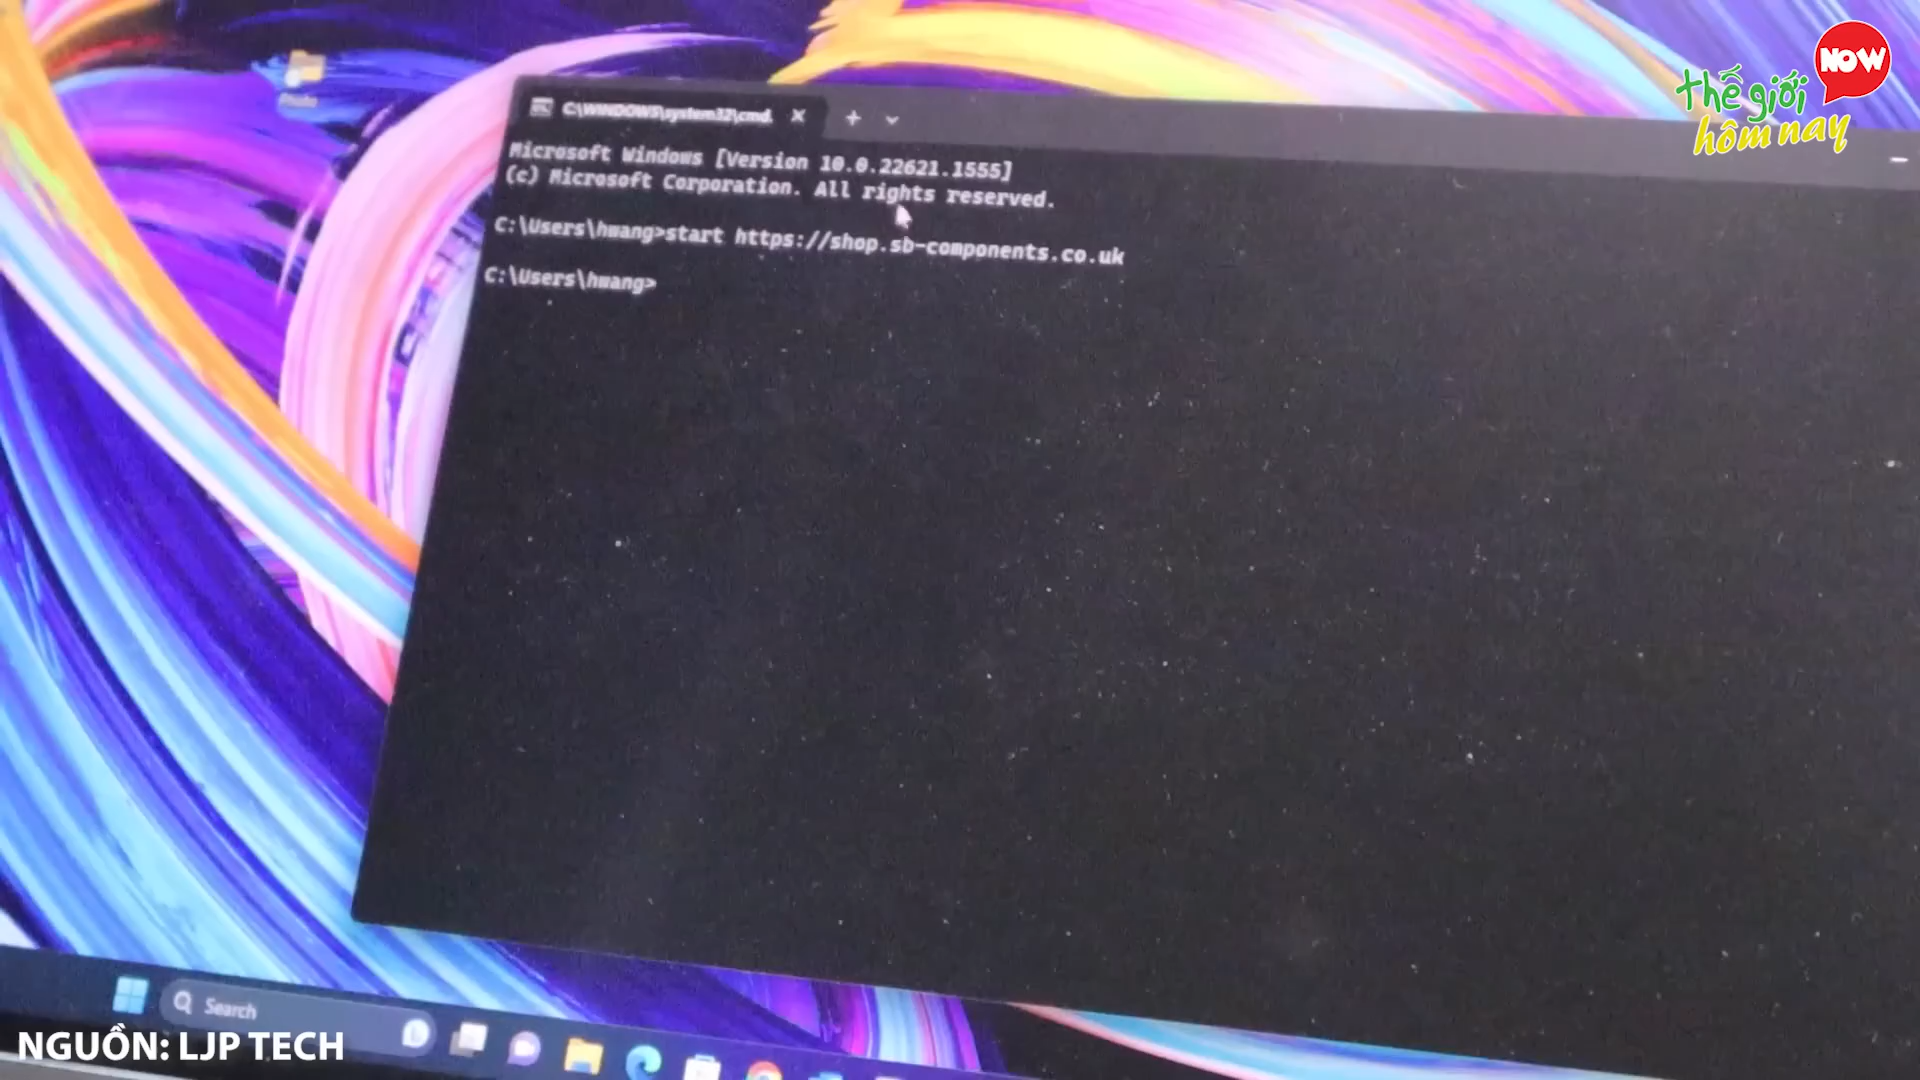 NOW
thế giới
hôm nay
C:\WINDOWS\system32\cmd.
Microsoft Windows [Version 10.0.22621.1555]
(c) Microsoft Corporation. All rights reserved.
C:\Users\hwang>start https://shop.sb-components.co.uk
C:\Users\hwang>
Search
NGUỒN: LJP TECH